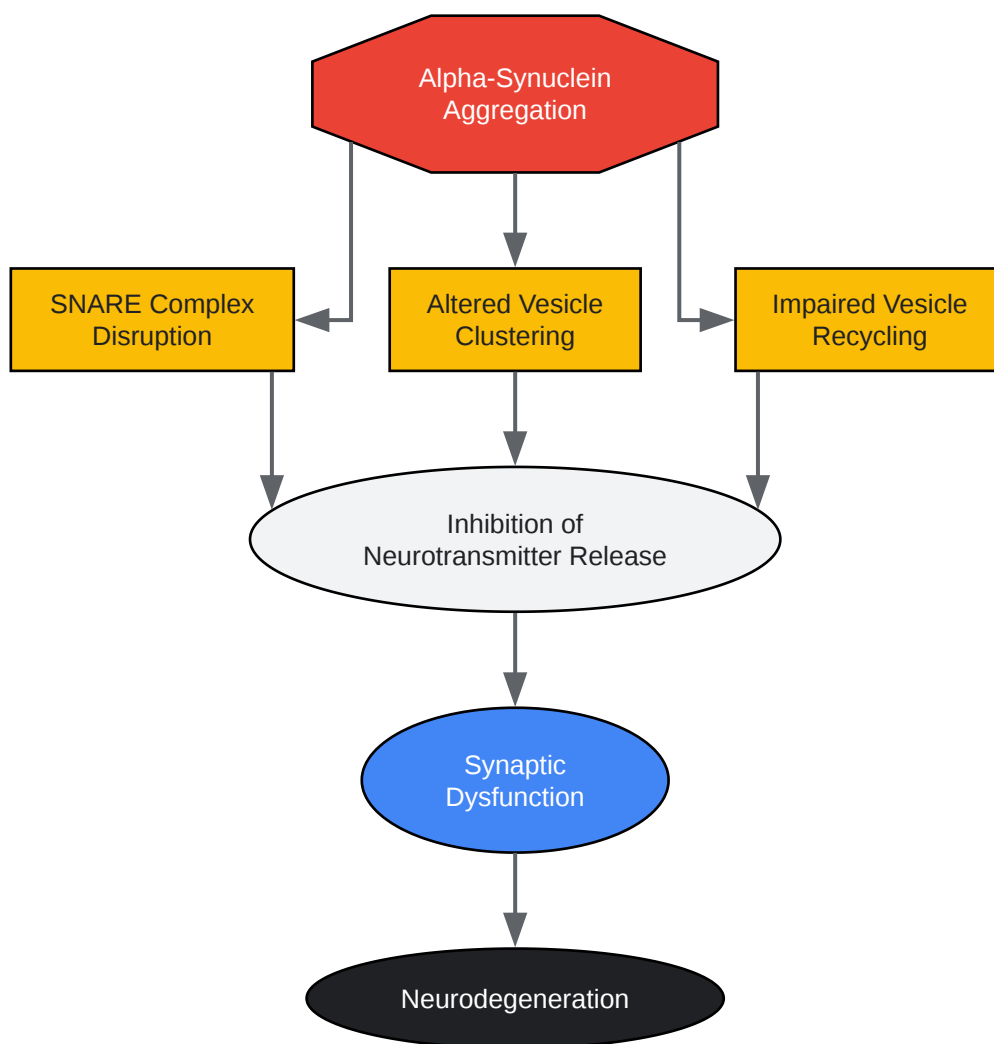 Alpha-Synuclein
Aggregation
SNARE Complex
Disruption
Altered Vesicle
Clustering
Impaired Vesicle
Recycling
Inhibition of
Neurotransmitter Release
Synaptic
Dysfunction
Neurodegeneration